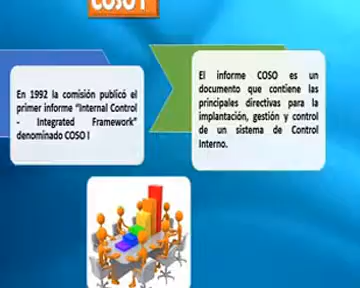 COSO I
En 1992 la comisión publicó el
primer informe "Internal Control
- Integrated Framework"
denominado COSO I
El informe COSO es un
documento que contiene las
principales directivas para la
implantación, gestión y control
de un sistema de Control
Interno.